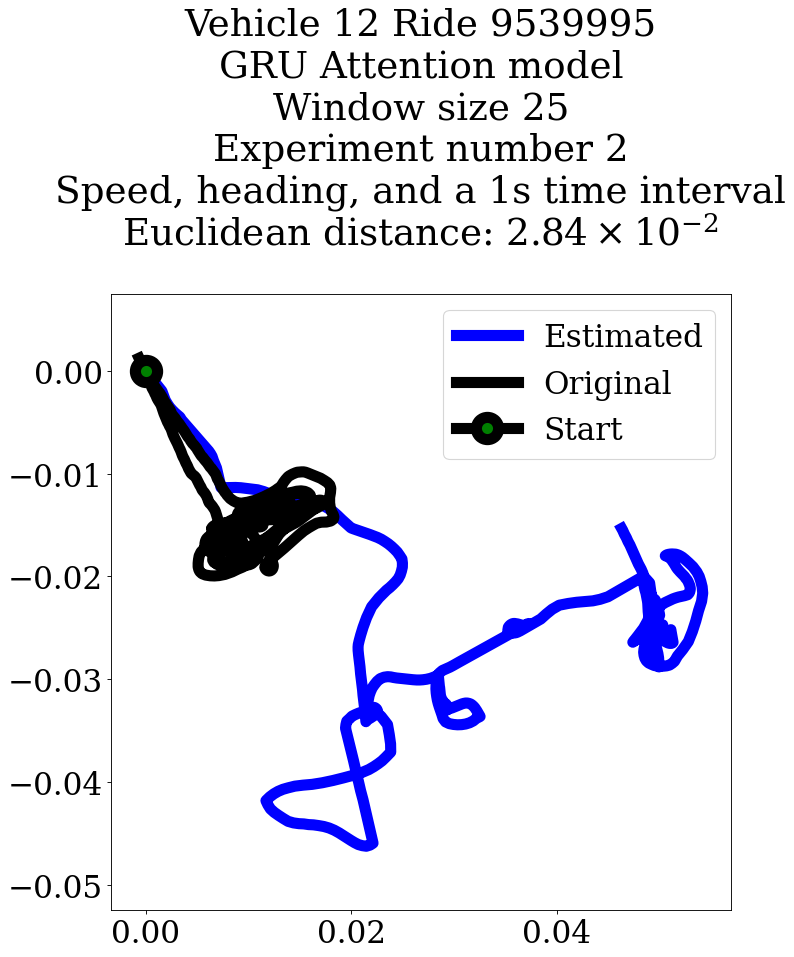 Vehicle 12 Ride 9539995
GRU Attention model
Window size 25
Experiment number 2
Speed, heading, and a 1s time interval
Euclidean distance: 2.84 × 10⁻²
Estimated
Original
Start
0.00
−0.01
−0.02
−0.03
−0.04
−0.05
0.00 0.02 0.04